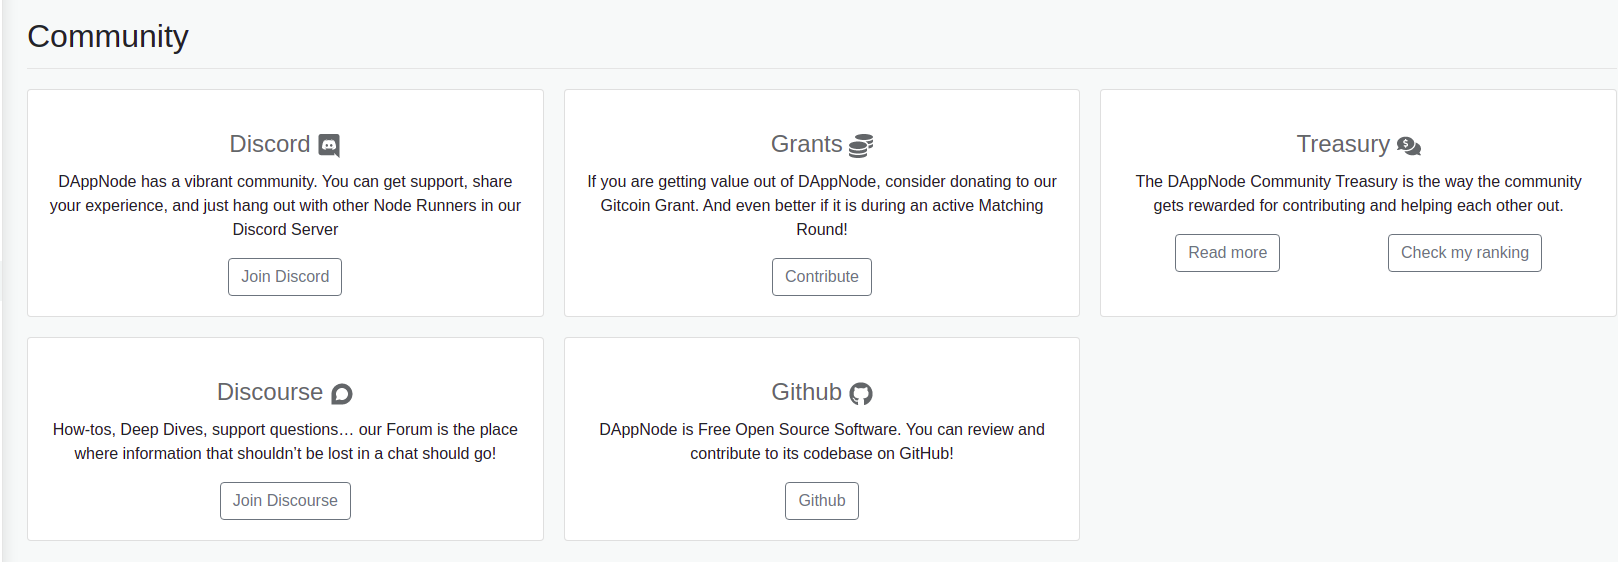 Community
Discord
DAppNode has a vibrant community. You can get support, share
your experience, and just hang out with other Node Runners in our
Discord Server
Join Discord
Grants
If you are getting value out of DAppNode, consider donating to our
Gitcoin Grant. And even better if it is during an active Matching
Round!
Contribute
Treasury
The DAppNode Community Treasury is the way the community
gets rewarded for contributing and helping each other out.
Read more
Check my ranking
Discourse
How-tos, Deep Dives, support questions… our Forum is the place
where information that shouldn’t be lost in a chat should go!
Join Discourse
Github
DAppNode is Free Open Source Software. You can review and
contribute to its codebase on GitHub!
Github